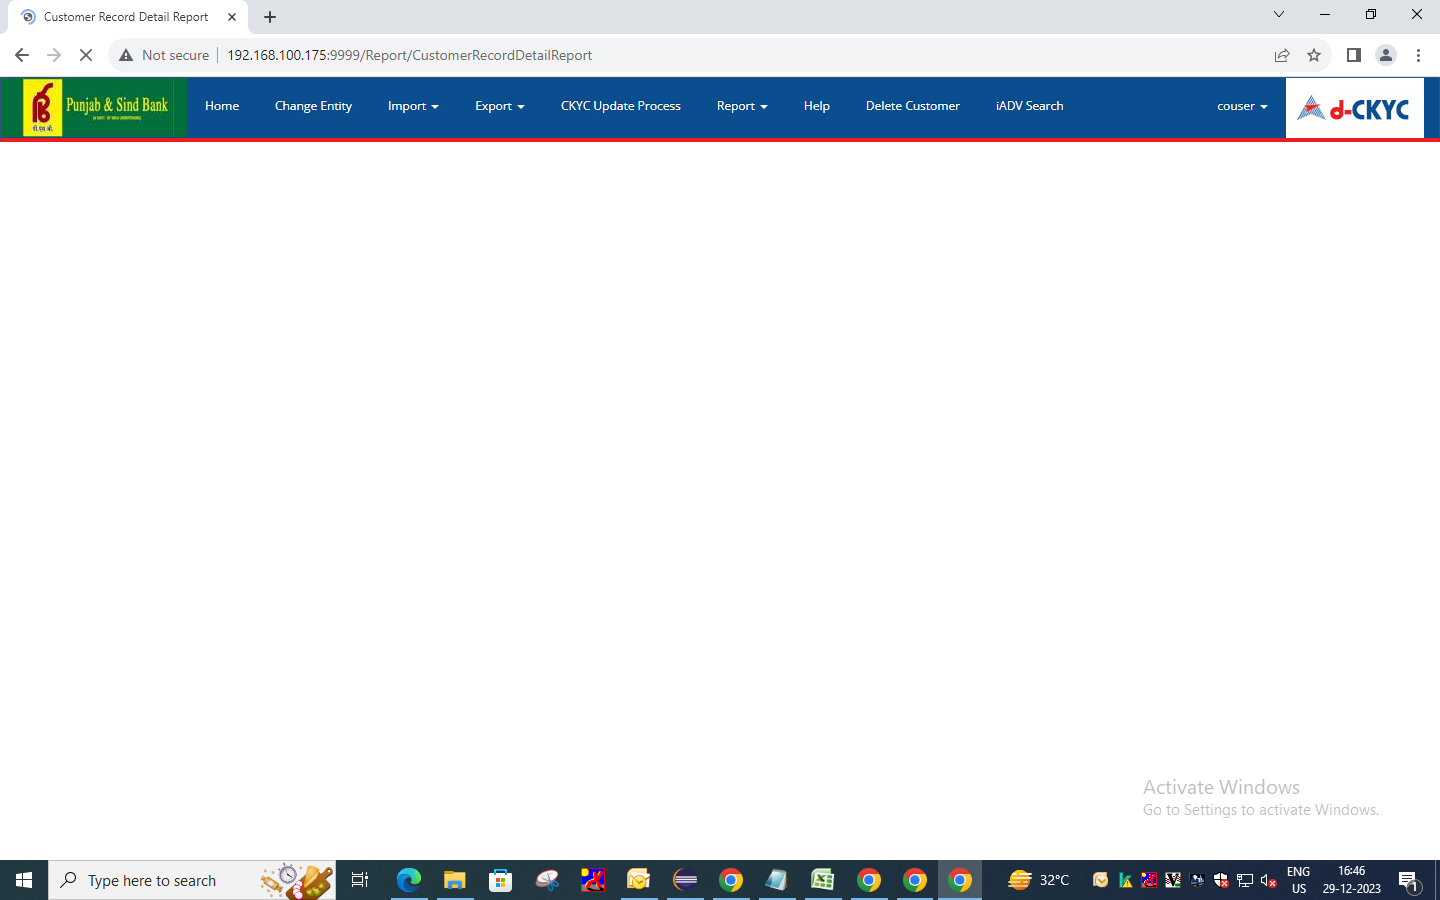 Customer Record Detail Report
Not secure
192.168.100.175:9999/Report/CustomerRecordDetailReport
Punjab & Sind Bank
पी.एस.बी.
Home
Change Entity
Import
Export
CKYC Update Process
Report
Help
Delete Customer
iADV Search
couser
d-CKYC
Activate Windows
Go to Settings to activate Windows.
Type here to search
32°C
ENG
US
16:46
29-12-2023
1